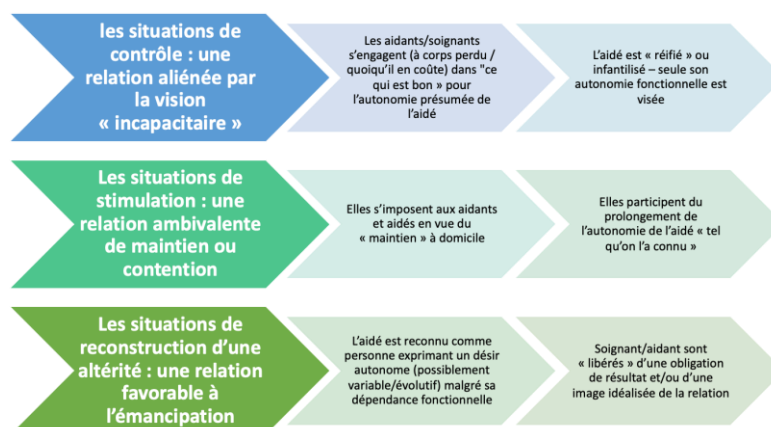 les situations de
contrôle : une
relation aliénée par
la vision
« incapacitaire »
Les aidants/soignants
s'engagent (à corps perdu /
quoiqu'il en coûte) dans "ce
qui est bon » pour
l'autonomie présumée de
l'aidé
L'aidé est « réifié » ou
infantilisé – seule son
autonomie fonctionnelle est
visée
Les situations de
stimulation : une
relation ambivalente
de maintien ou
contention
Elles s'imposent aux aidants
et aidés en vue du
« maintien » à domicile
Elles participent du
prolongement de
l'autonomie de l'aidé « tel
qu'on l'a connu »
Les situations de
reconstruction d'une
altérité : une relation
favorable à
l'émancipation
L'aidé est reconnu comme
personne exprimant un désir
autonome (possiblement
variable/évolutif) malgré sa
dépendance fonctionnelle
Soignant/aidant sont
« libérés » d'une obligation
de résultat et/ou d'une
image idéalisée de la relation